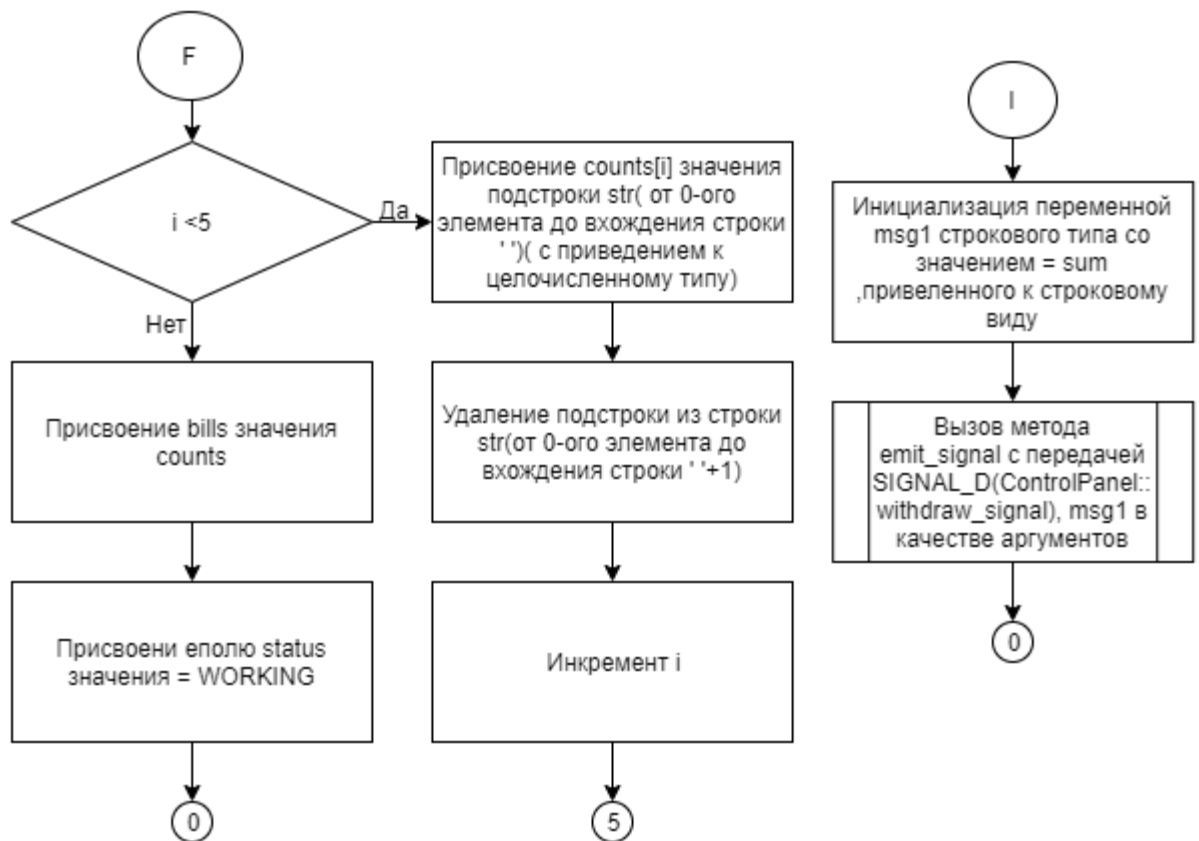 F
i <5
Да
Нет
Присвоение bills значения
counts
Присвоени еполю status
значения = WORKING
0
Присвоение counts[i] значения
подстроки str( от 0-ого
элемента до вхождения строки
' ')( с приведением к
целочисленному типу)
Удаление подстроки из строки
str(от 0-ого элемента до
вхождения строки ' '+1)
Инкремент i
5
I
Инициализация переменной
msg1 строкового типа со
значением = sum
,привеленного к строковому
виду
Вызов метода
emit_signal с передачей
SIGNAL_D(ControlPanel::
withdraw_signal), msg1 в
качестве аргументов
0